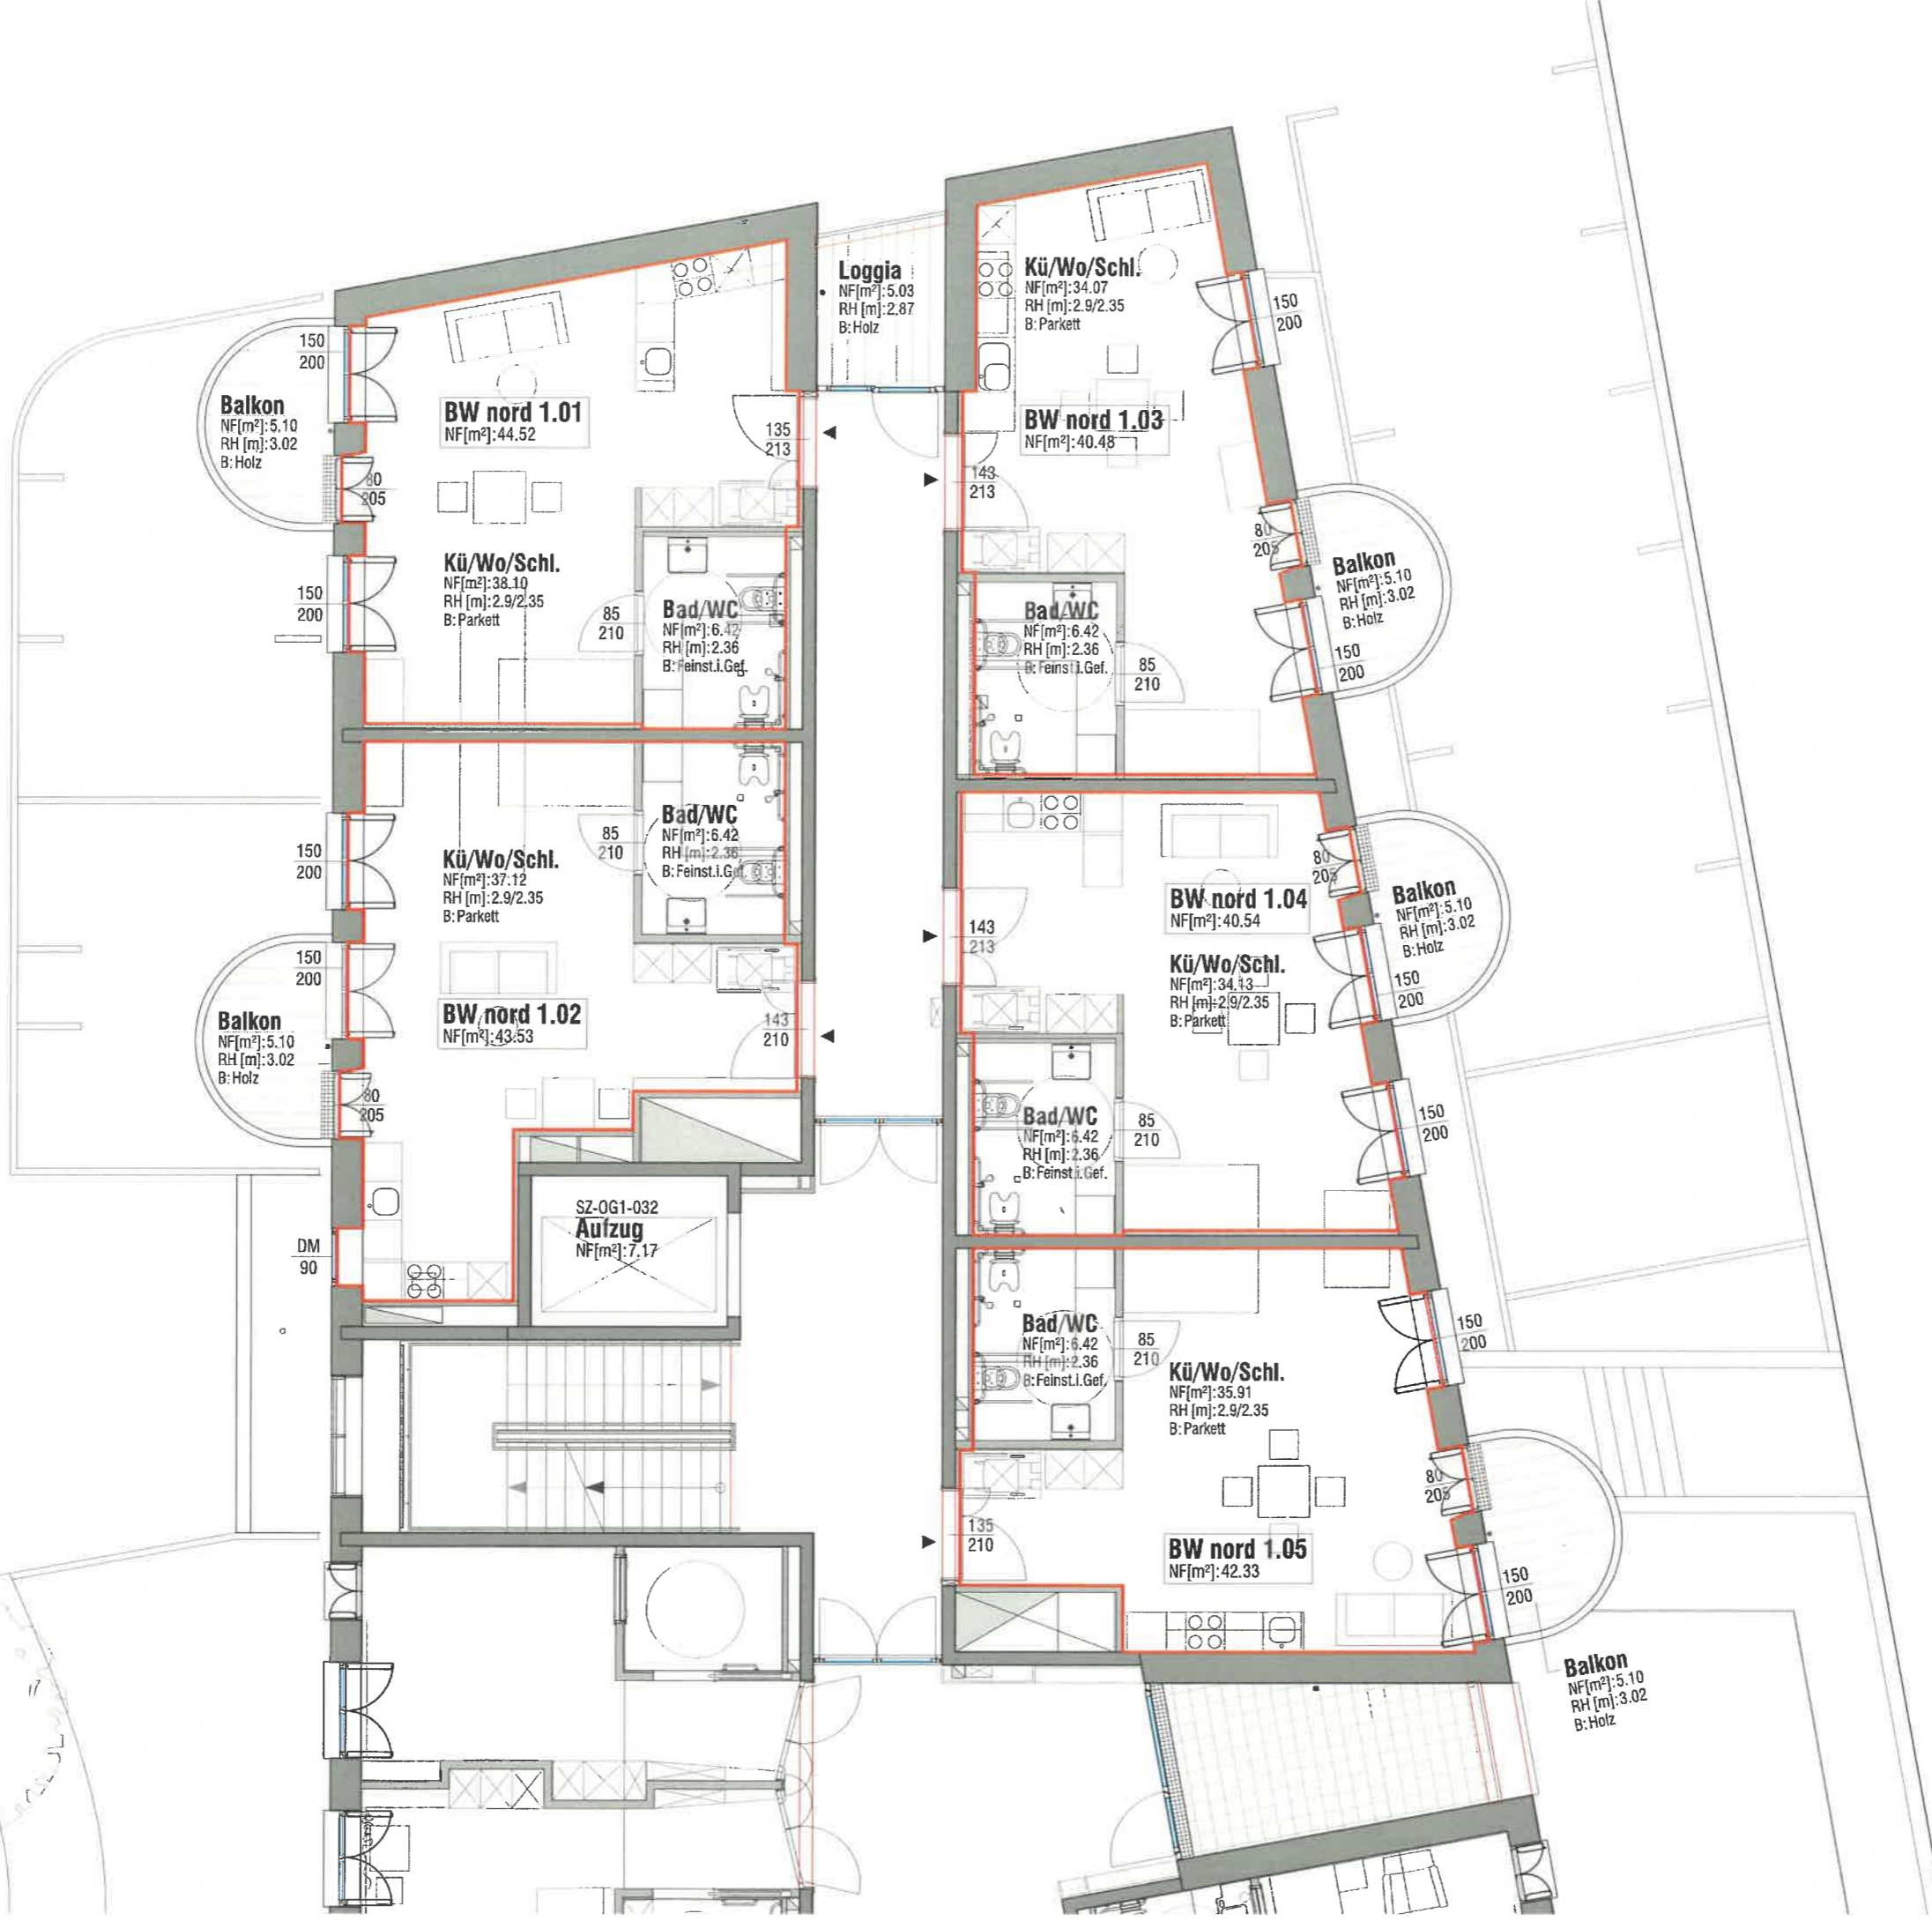 Loggia
NF[m²]:5.03
RH [m]:2.87
B:Holz
Kü/Wo/Schl.
NF[m²]:34.07
RH [m]:2.9/2.35
B:Parkett
150
200
150
200
Balkon
NF[m²]:5.10
RH [m]:3.02
B:Holz
BW nord 1.01
NF[m²]:44.52
135
213
BW nord 1.03
NF[m²]:40.48
80
205
143
213
80
205
Kü/Wo/Schl.
NF[m²]:38.10
RH [m]:2.9/2.35
B:Parkett
150
200
85
210
Bad/WC
NF[m²]:6.42
RH [m]:2.36
B:Feinst.i.Gef.
Bad/WC
NF[m²]:6.42
RH [m]:2.36
B:Feinst.i.Gef.
85
210
Balkon
NF[m²]:5.10
RH [m]:3.02
B:Holz
150
200
Bad/WC
NF[m²]:6.42
RH [m]:2.36
B:Feinst.i.Gef.
85
210
150
200
Kü/Wo/Schl.
NF[m²]:37.12
RH [m]:2.9/2.35
B:Parkett
80
205
BW nord 1.04
NF[m²]:40.54
Balkon
NF[m²]:5.10
RH [m]:3.02
B:Holz
143
213
150
200
Kü/Wo/Schl.
NF[m²]:34.13
RH [m]:2.9/2.35
B:Parkett
150
200
BW nord 1.02
NF[m²]:43.53
Balkon
NF[m²]:5.10
RH [m]:3.02
B:Holz
143
210
80
205
Bad/WC
NF[m²]:6.42
RH [m]:2.36
B:Feinst.i.Gef.
85
210
150
200
SZ-OG1-032
Aufzug
NF[m²]:7.17
DM
90
Bad/WC
NF[m²]:6.42
RH [m]:2.36
B:Feinst.i.Gef.
85
210
150
200
Kü/Wo/Schl.
NF[m²]:35.91
RH [m]:2.9/2.35
B:Parkett
80
205
135
210
BW nord 1.05
NF[m²]:42.33
150
200
Balkon
NF[m²]:5.10
RH [m]:3.02
B:Holz